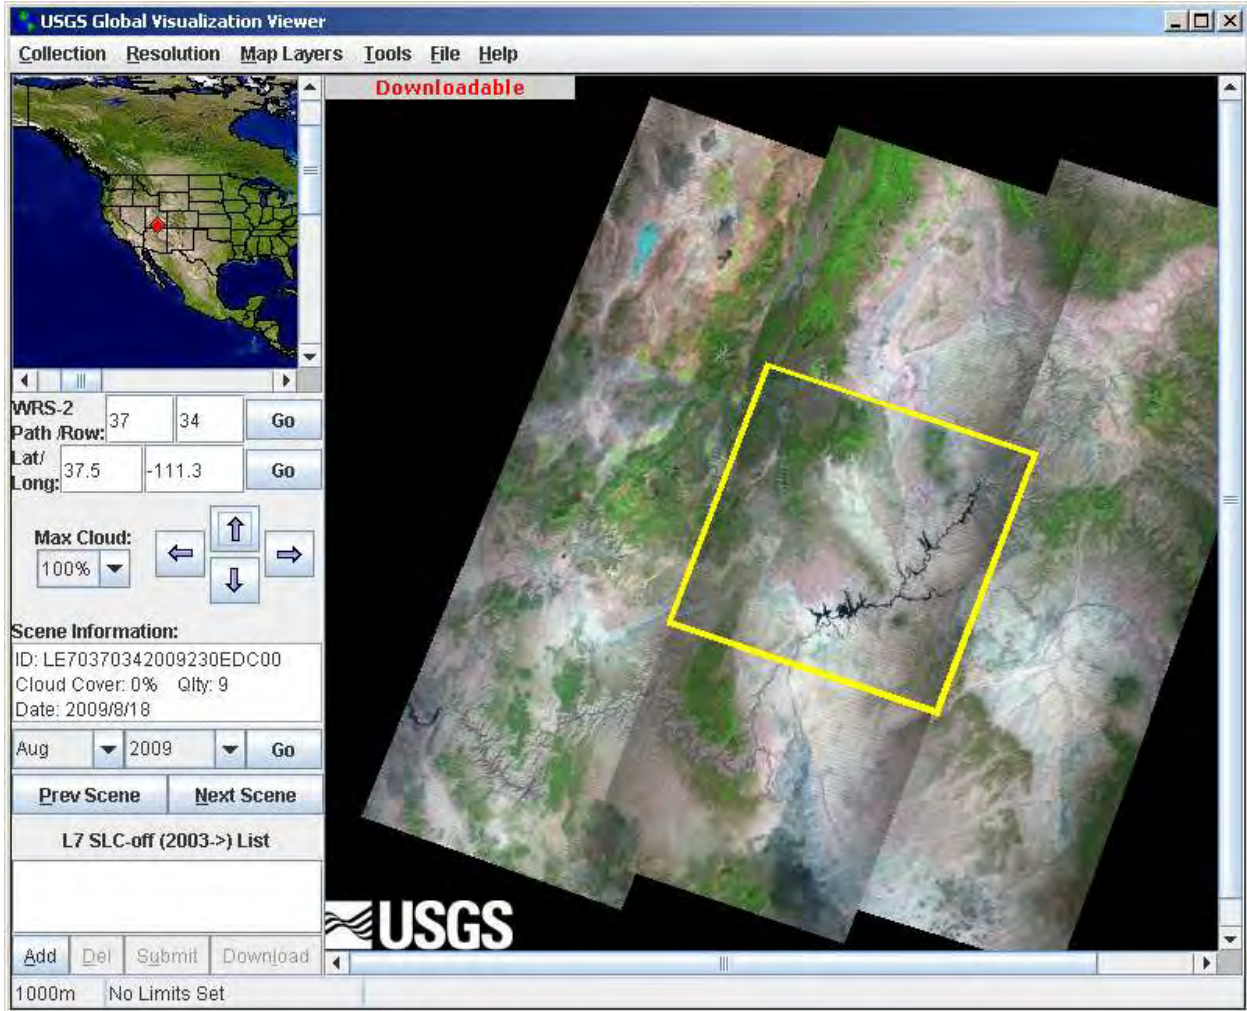 USGS Global Visualization Viewer
Collection Resolution Map Layers Tools File Help
Downloadable
WRS-2
Path /Row: 37 34 Go
Lat/
Long: 37.5 -111.3 Go
Max Cloud:
100%
Scene Information:
ID: LE70370342009230EDC00
Cloud Cover: 0% Qlty: 9
Date: 2009/8/18
Aug 2009 Go
Prev Scene Next Scene
L7 SLC-off (2003->) List
USGS
Add Del Submit Download
1000m No Limits Set